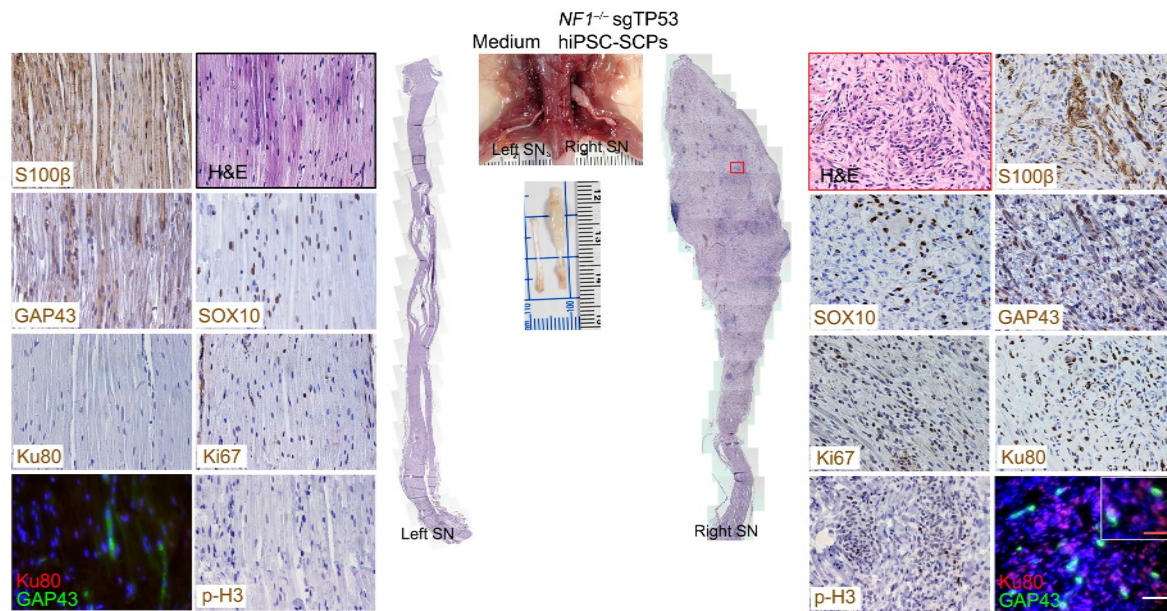 NF1⁻/⁻ sgTP53
Medium hiPSC-SCPs
S100β
H&E
Left SN
Right SN
H&E
S100β
GAP43
SOX10
SOX10
GAP43
Ku80
Ki67
Ki67
Ku80
Ku80
GAP43
p-H3
Left SN
Right SN
p-H3
Ku80
GAP43